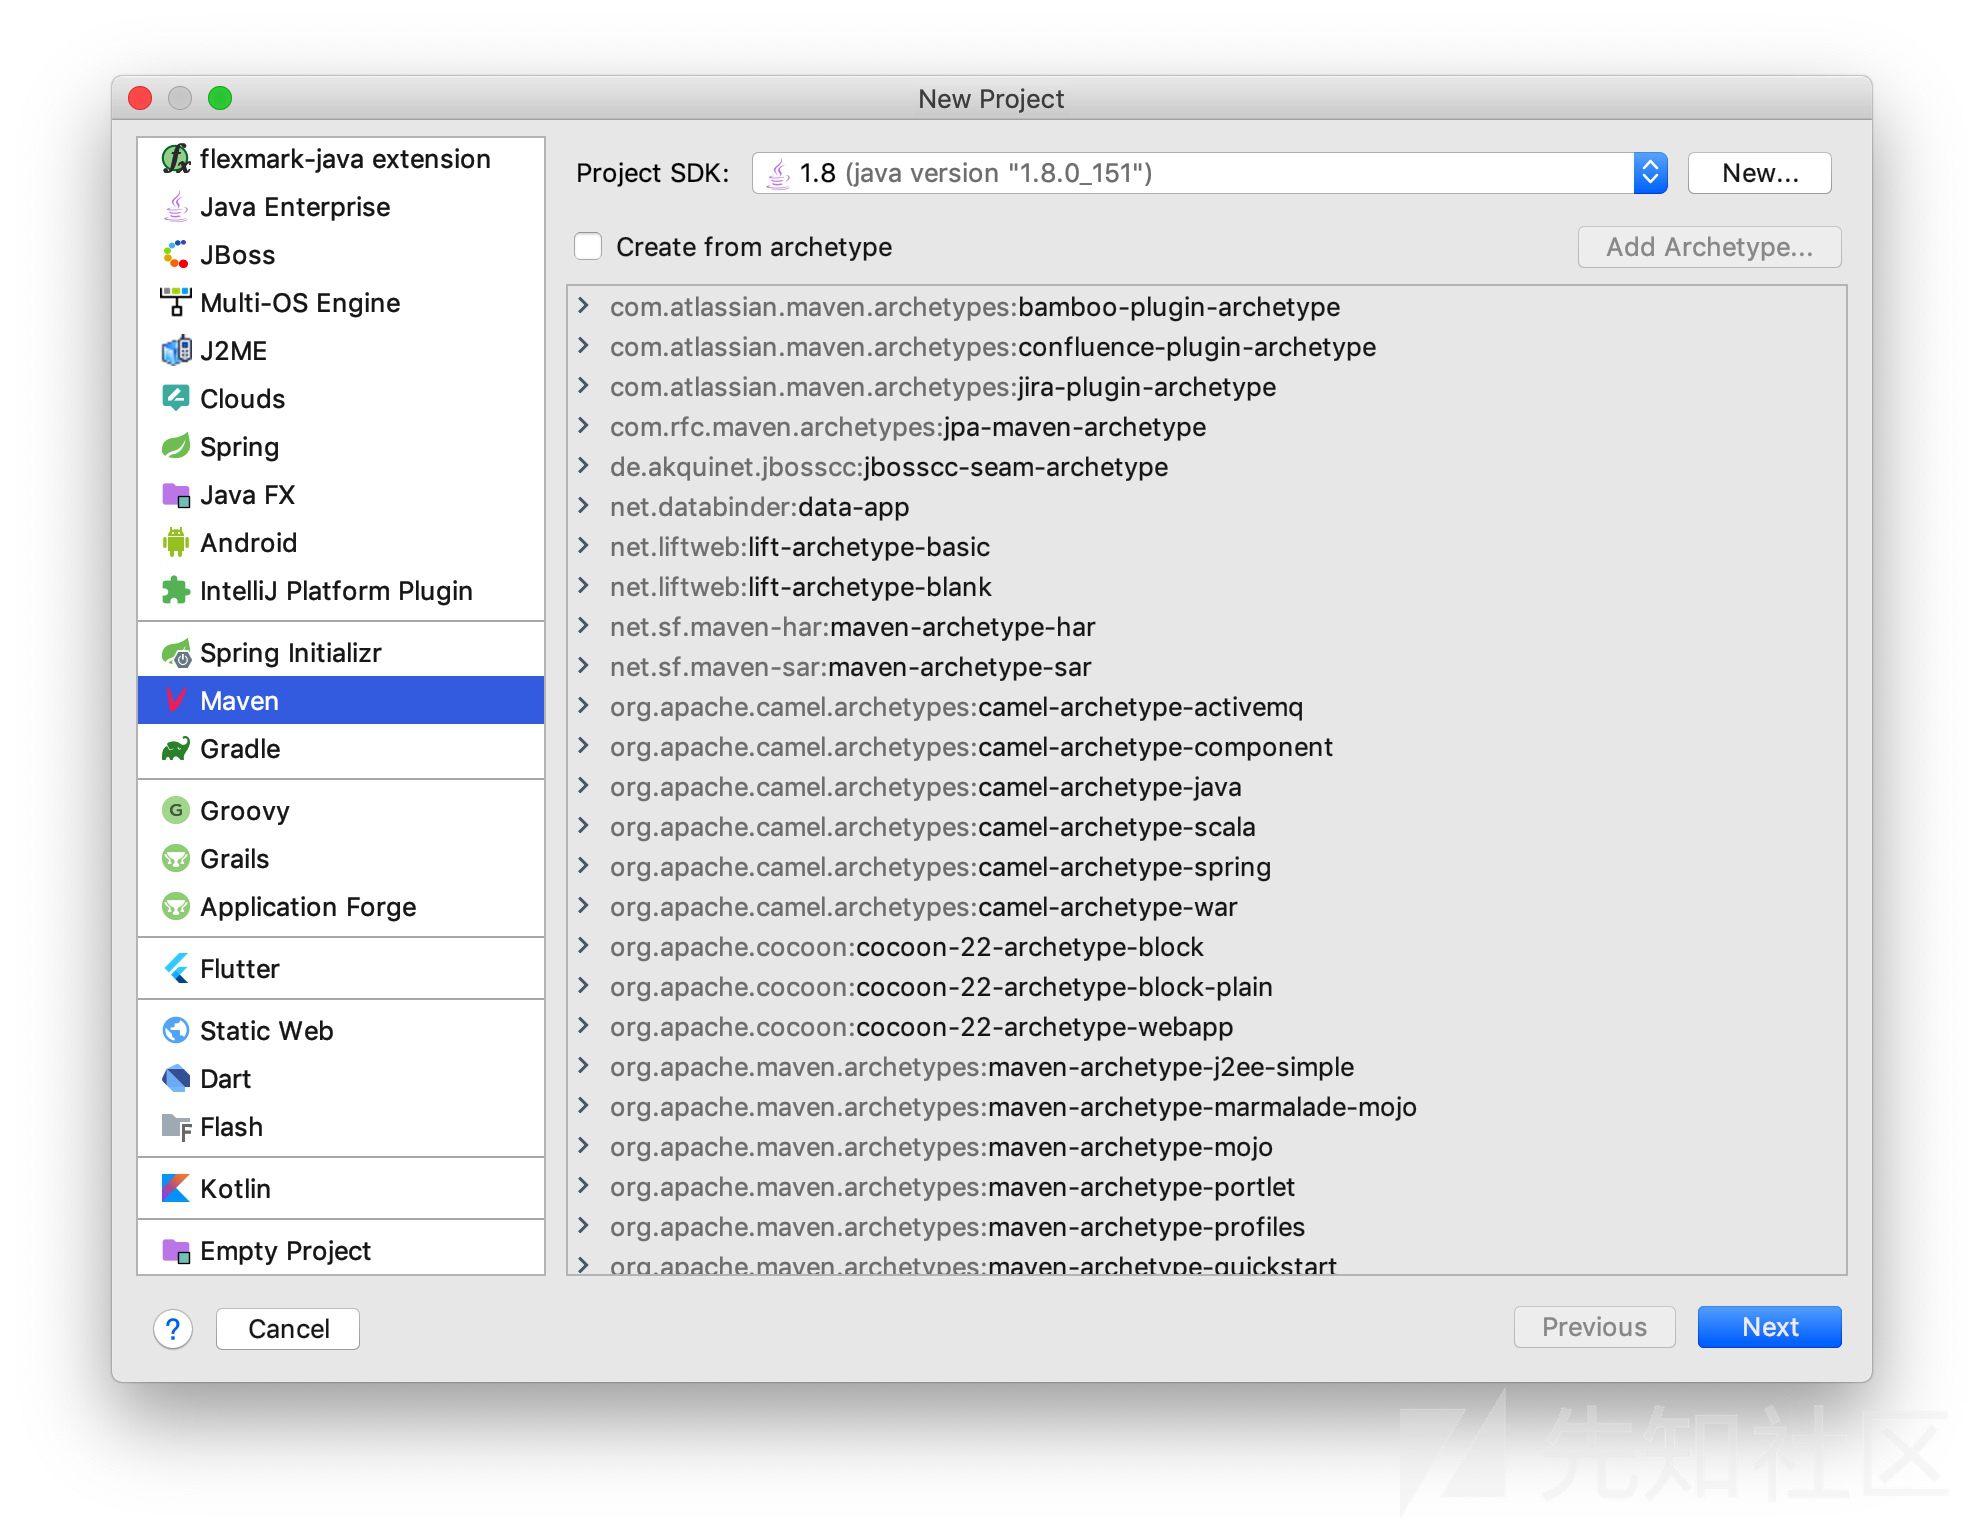 New Project
flexmark-java extension
Java Enterprise
JBoss
Multi-OS Engine
J2ME
Clouds
Spring
Java FX
Android
IntelliJ Platform Plugin
Spring Initializr
Maven
Gradle
G
Groovy
Grails
Application Forge
Flutter
Static Web
Dart
Flash
Kotlin
Empty Project
Project SDK: 1.8 (java version "1.8.0_151") New...
Create from archetype Add Archetype...
com.atlassian.maven.archetypes:bamboo-plugin-archetype
com.atlassian.maven.archetypes:confluence-plugin-archetype
com.atlassian.maven.archetypes:jira-plugin-archetype
com.rfc.maven.archetypes:jpa-maven-archetype
de.akquinet.jbosscc:jbosscc-seam-archetype
net.databinder:data-app
net.liftweb:lift-archetype-basic
net.liftweb:lift-archetype-blank
net.sf.maven-har:maven-archetype-har
net.sf.maven-sar:maven-archetype-sar
org.apache.camel.archetypes:camel-archetype-activemq
org.apache.camel.archetypes:camel-archetype-component
org.apache.camel.archetypes:camel-archetype-java
org.apache.camel.archetypes:camel-archetype-scala
org.apache.camel.archetypes:camel-archetype-spring
org.apache.camel.archetypes:camel-archetype-war
org.apache.cocoon:cocoon-22-archetype-block
org.apache.cocoon:cocoon-22-archetype-block-plain
org.apache.cocoon:cocoon-22-archetype-webapp
org.apache.maven.archetypes:maven-archetype-j2ee-simple
org.apache.maven.archetypes:maven-archetype-marmalade-mojo
org.apache.maven.archetypes:maven-archetype-mojo
org.apache.maven.archetypes:maven-archetype-portlet
org.apache.maven.archetypes:maven-archetype-profiles
org.apache.maven.archetypes:maven-archetype-quickstart
? Cancel Previous Next
先知社区